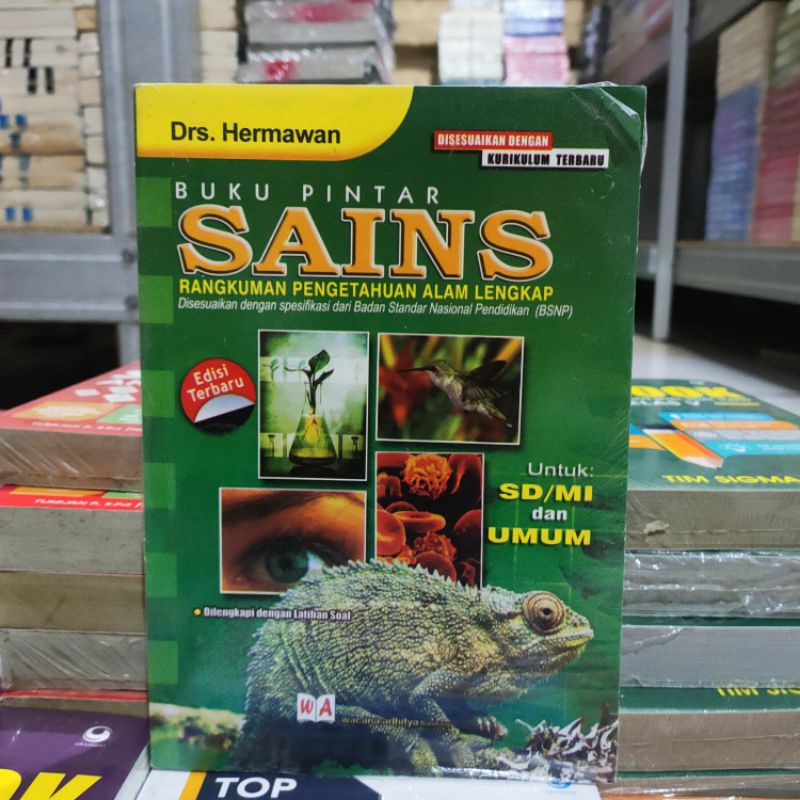 Drs. Hermawan
DISESUAIKAN DENGAN
KURIKULUM TERBARU
BUKU PINTAR
SAINS
RANGKUMAN PENGETAHUAN ALAM LENGKAP
Disesuaikan dengan spesifikasi dari Badan Standar Nasional Pendidikan (BSNP)
Edisi
Terbaru
Untuk:
SD/MI
dan
UMUM
Dilengkapi dengan Latihan Soal
W A
wacana adhitya
TIM SIGMA
TOP